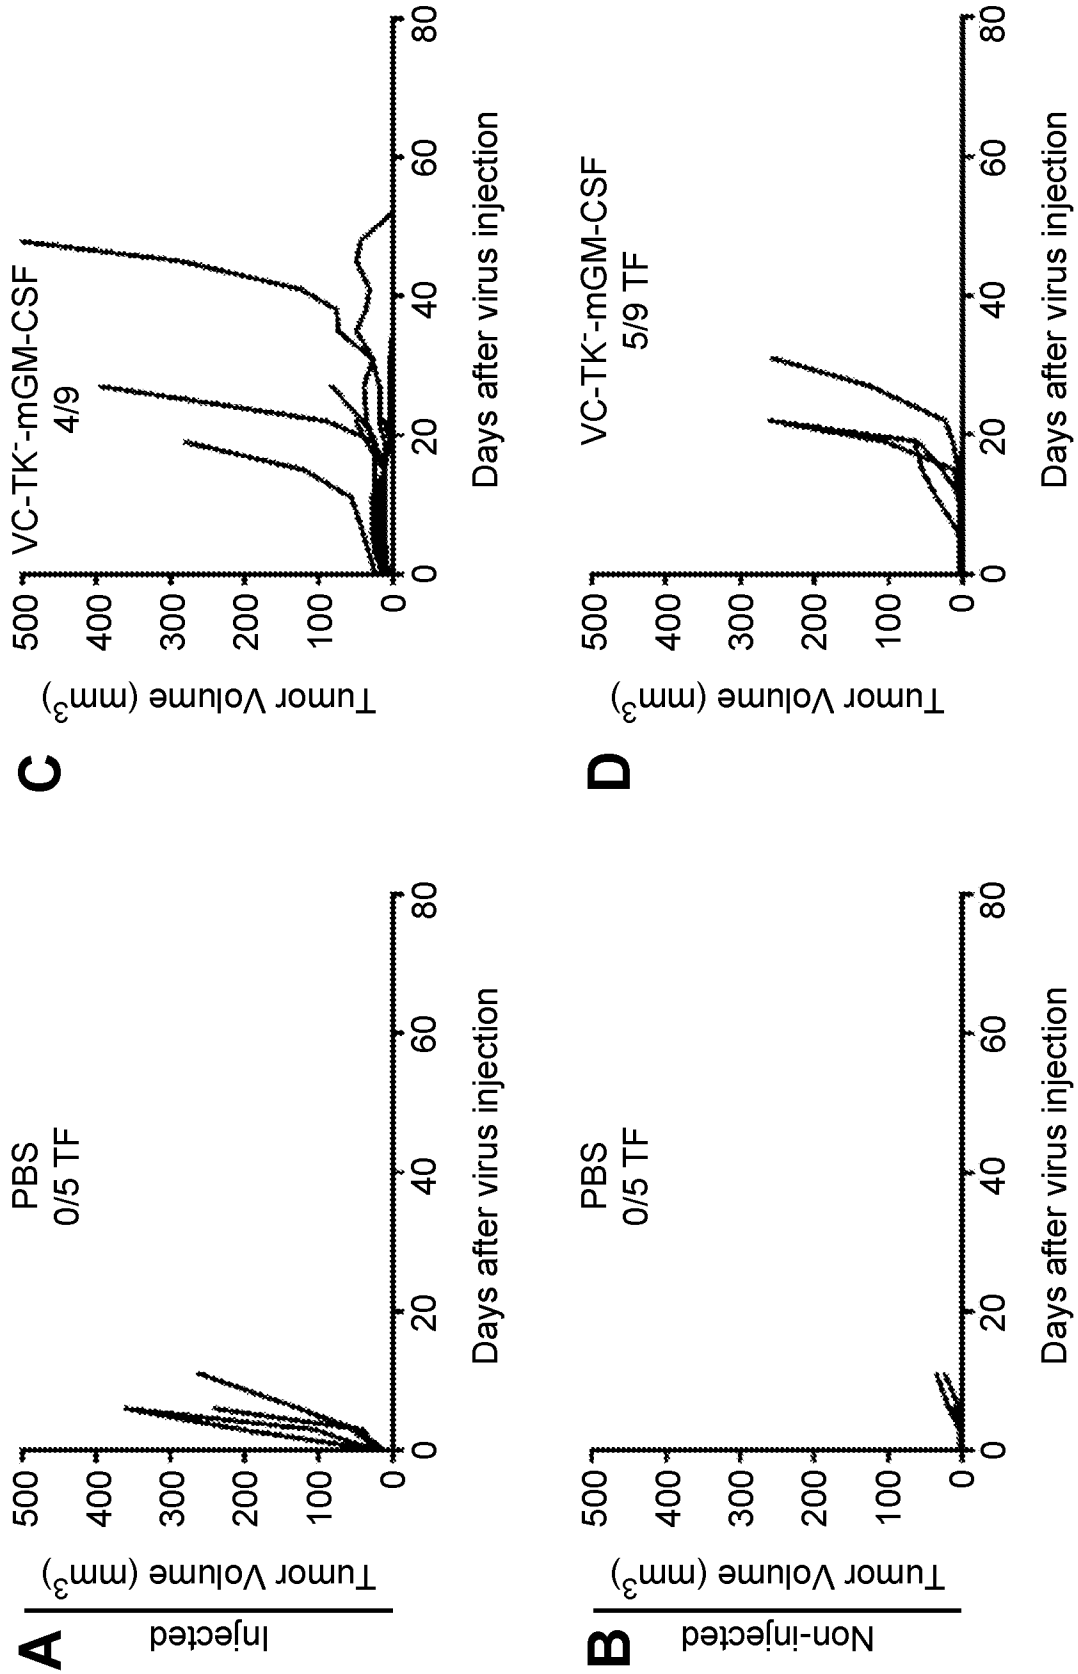 A
Injected
Tumor Volume (mm3)
PBS
0/5 TF
500
400
300
200
100
0
0
20
40
60
80
Days after virus injection
C
Tumor Volume (mm3)
VC-TK--mGM-CSF
4/9
500
400
300
200
100
0
0
20
40
60
80
Days after virus injection
B
Non-injected
Tumor Volume (mm3)
PBS
0/5 TF
500
400
300
200
100
0
0
20
40
60
80
Days after virus injection
D
Tumor Volume (mm3)
VC-TK--mGM-CSF
5/9 TF
500
400
300
200
100
0
0
20
40
60
80
Days after virus injection